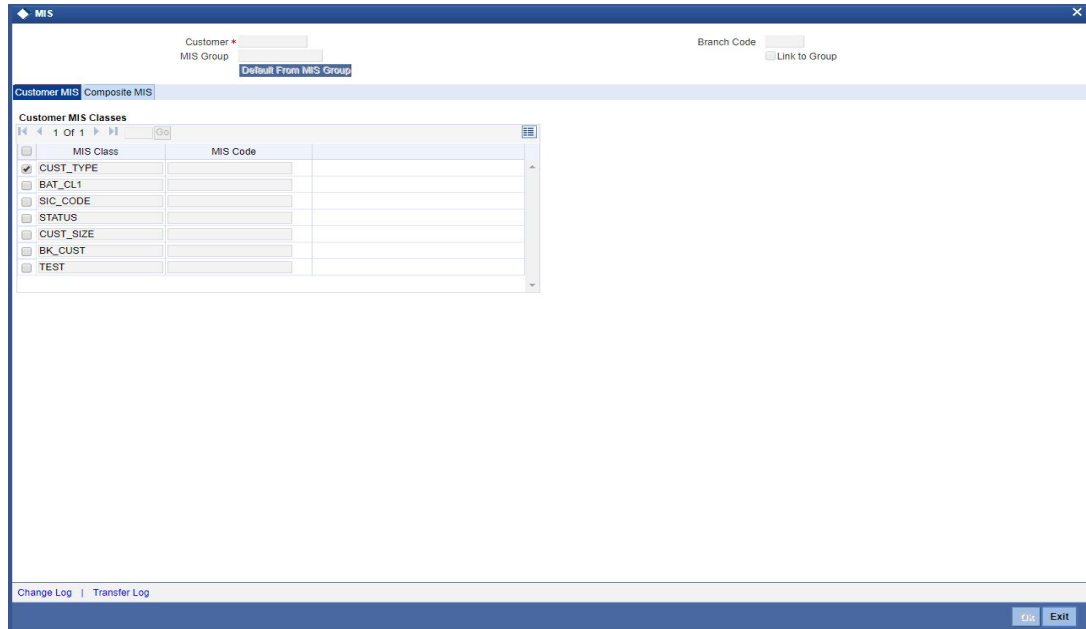 MIS
Customer *
Branch Code
MIS Group
Link to Group
Default From MIS Group
Customer MIS Composite MIS
Customer MIS Classes
1 Of 1 Go
MIS Class MIS Code
CUST_TYPE
BAT_CL1
SIC_CODE
STATUS
CUST_SIZE
BK_CUST
TEST
Change Log | Transfer Log
Ok Exit